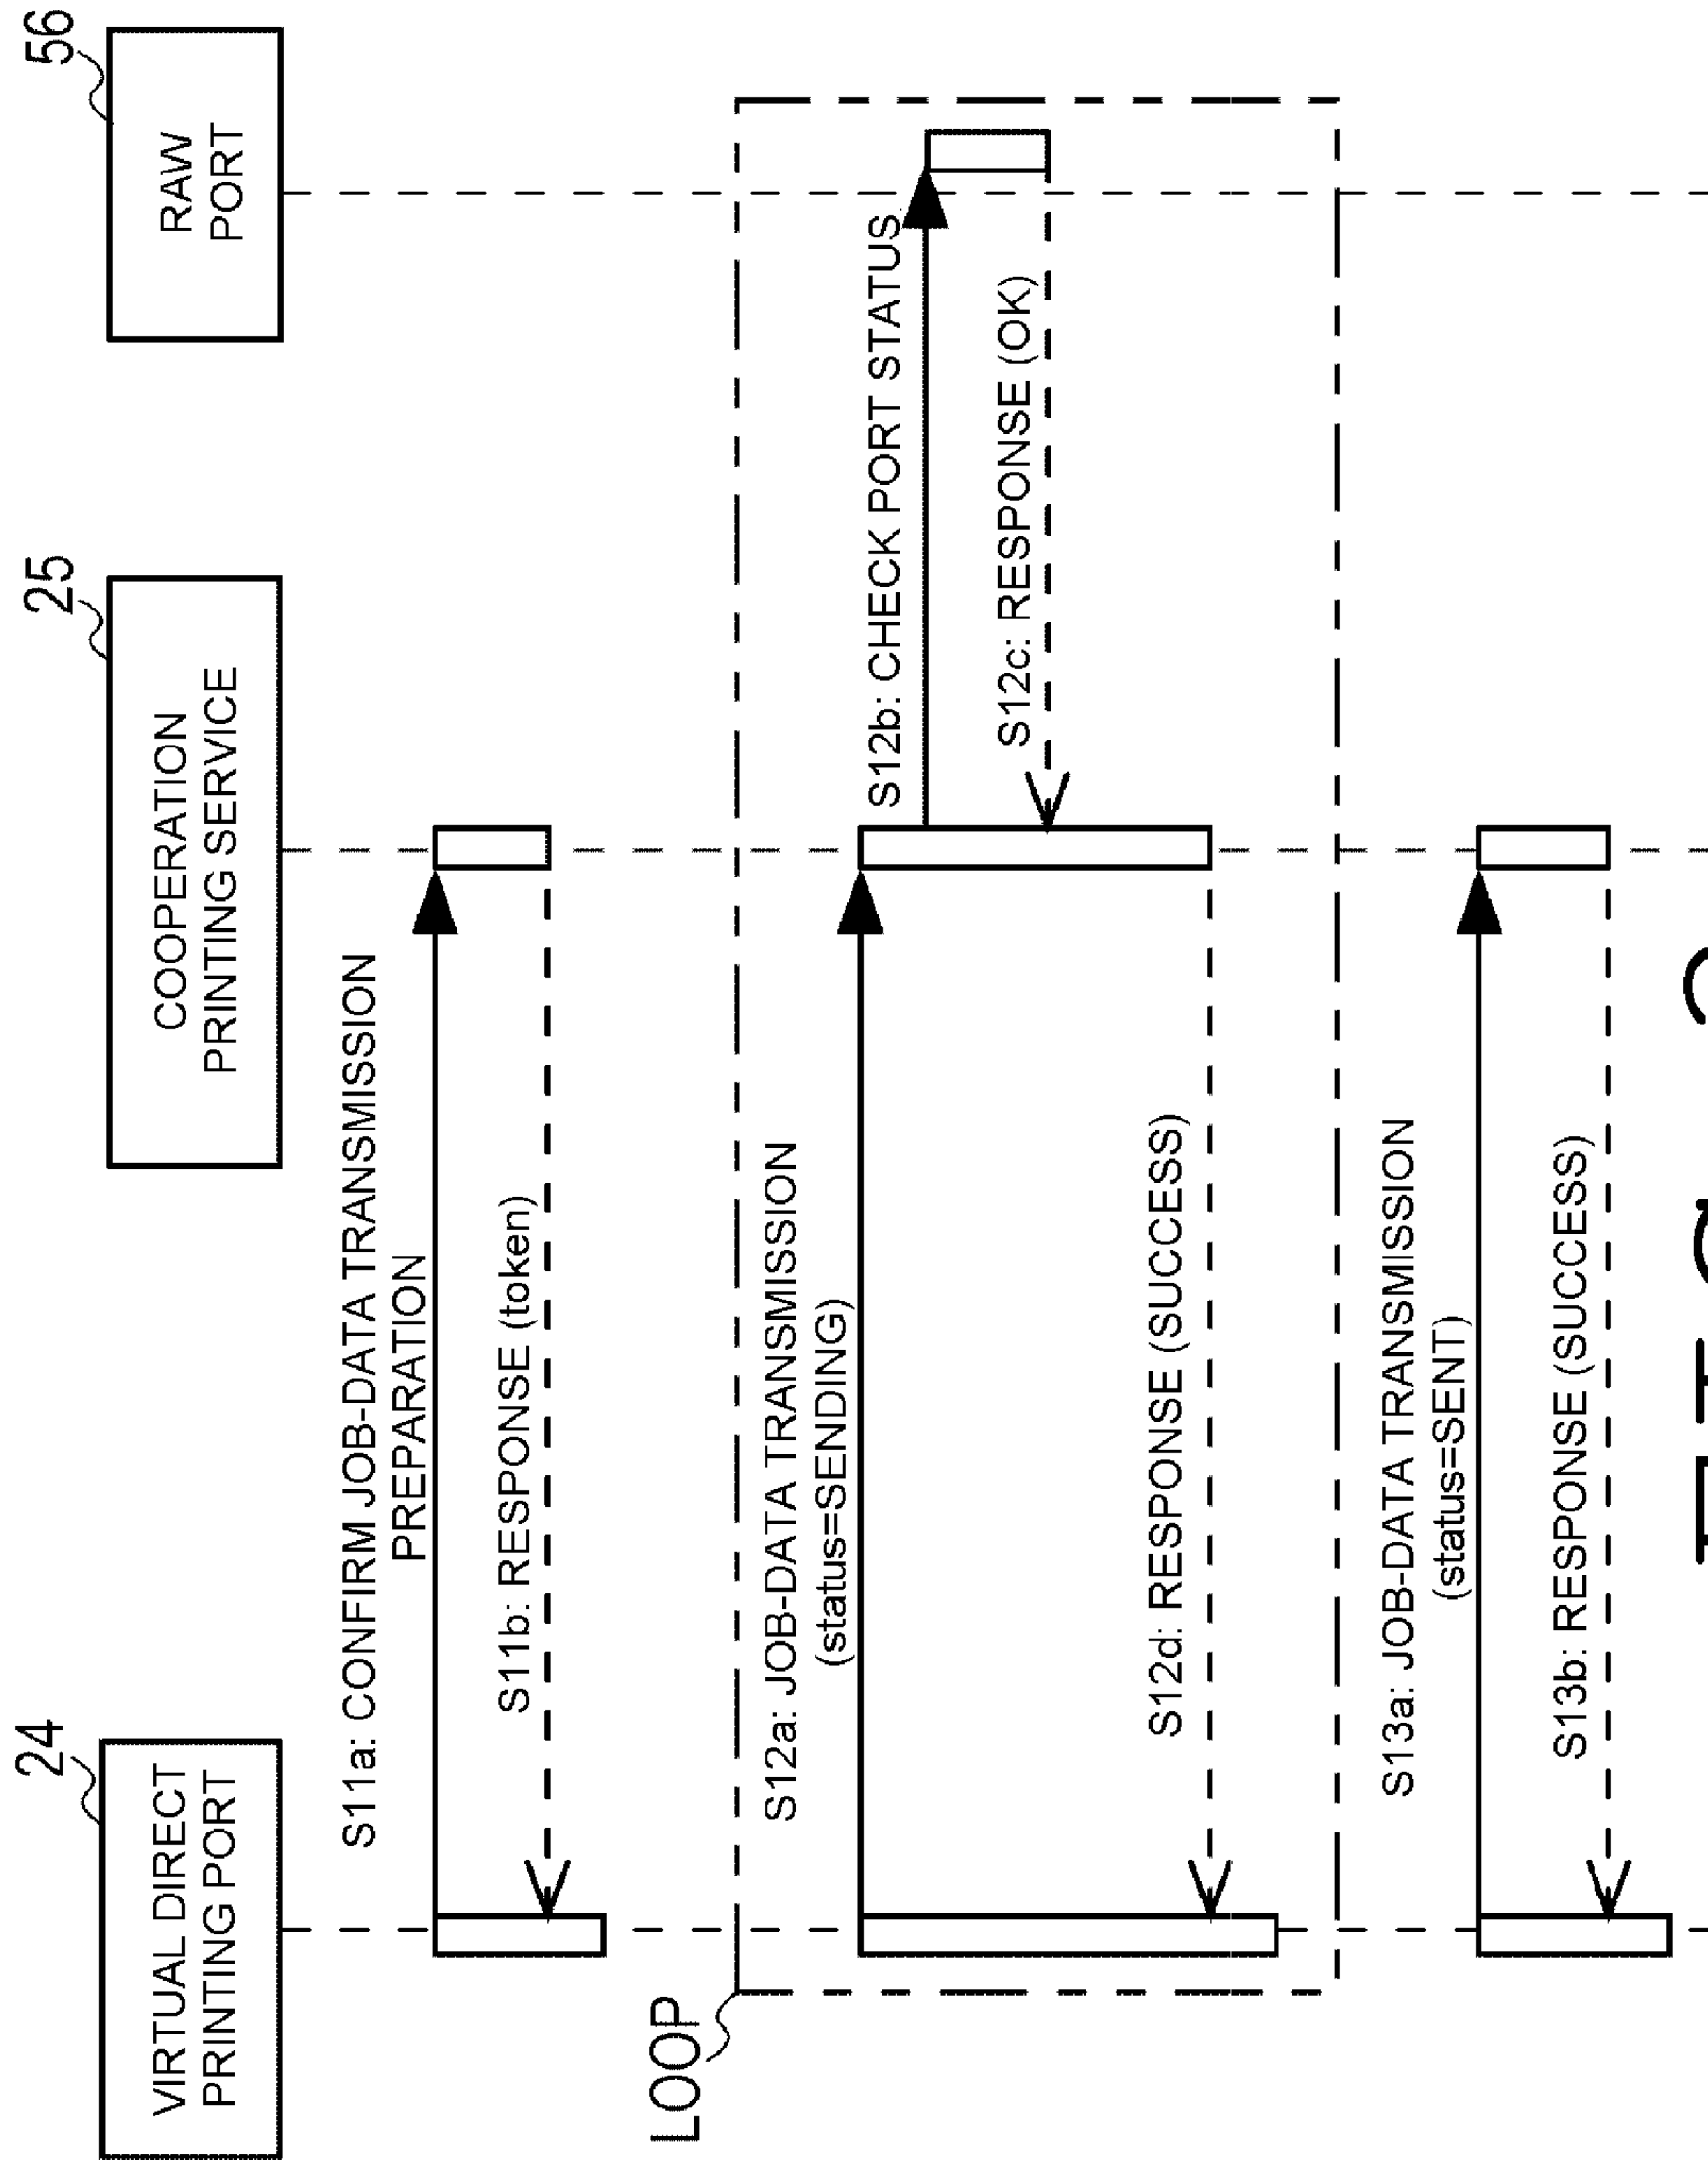 24
VIRTUAL DIRECT
PRINTING PORT
25
COOPERATION
PRINTING SERVICE
56
RAW
PORT
S11a: CONFIRM JOB-DATA TRANSMISSION
PREPARATION
S11b: RESPONSE (token)
LOOP
S12a: JOB-DATA TRANSMISSION
(status=SENDING)
S12b: CHECK PORT STATUS
S12c: RESPONSE (OK)
S12d: RESPONSE (SUCCESS)
S13a: JOB-DATA TRANSMISSION
(status=SENT)
S13b: RESPONSE (SUCCESS)